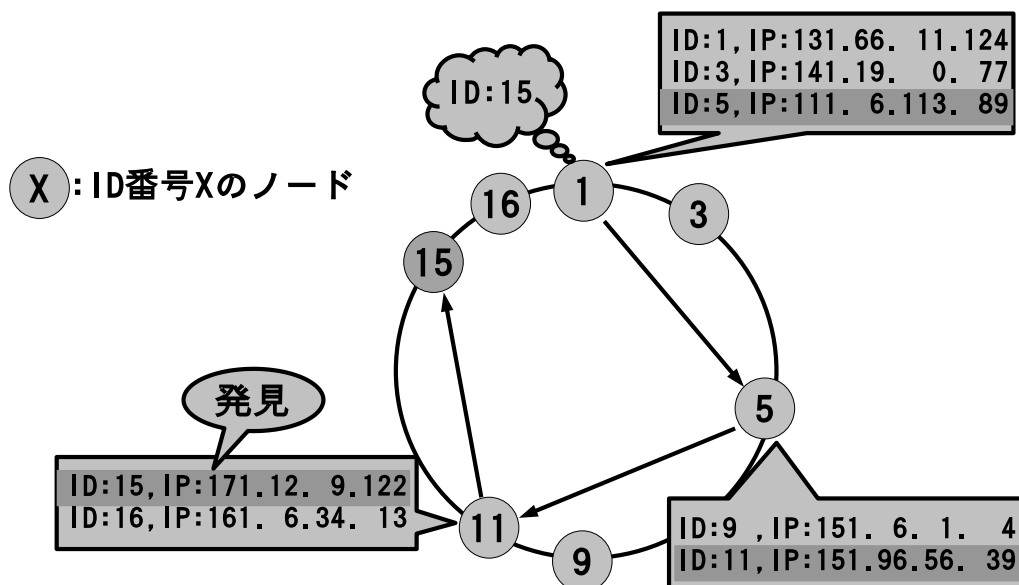 ID:1,IP:131.66. 11.124
ID:3,IP:141.19.  0. 77
ID:5,IP:111. 6.113. 89
ID:15
X:ID番号Xのノード
1
16
3
15
5
発見
ID:15,IP:171.12. 9.122
ID:16,IP:161. 6.34. 13
11
9
ID:9 ,IP:151. 6. 1.  4
ID:11,IP:151.96.56. 39